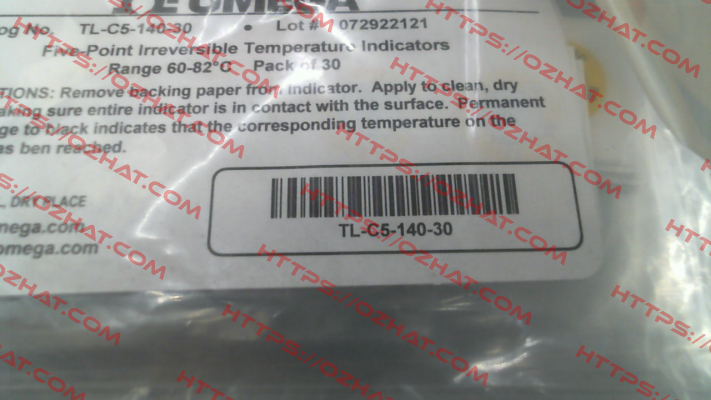 OMEGA
og No. TL-C5-140-30 • Lot # 072922121
Five-Point Irreversible Temperature Indicators
Range 60-82°C Pack of 30
TIONS: Remove backing paper from indicator. Apply to clean, dry
aking sure entire indicator is in contact with the surface. Permanent
ge to black indicates that the corresponding temperature on the
as ben reached.
L, DRY PLACE
mega.com
omega.com
TL-C5-140-30
HTTPS://OZHAT.COM